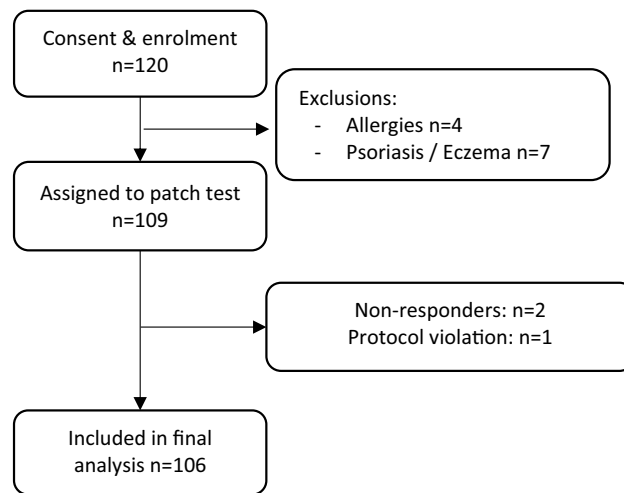 Consent & enrolment
n=120
Exclusions:
- Allergies n=4
- Psoriasis / Eczema n=7
Assigned to patch test
n=109
Non-responders: n=2
Protocol violation: n=1
Included in final
analysis n=106